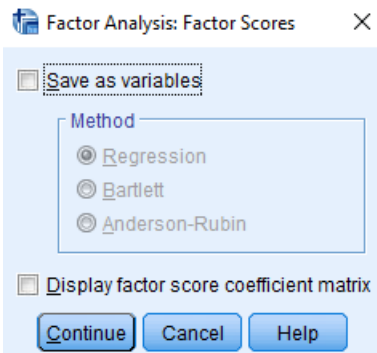 Factor Analysis: Factor Scores
Save as variables
Method
Regression
Bartlett
Anderson-Rubin
Display factor score coefficient matrix
Continue Cancel Help